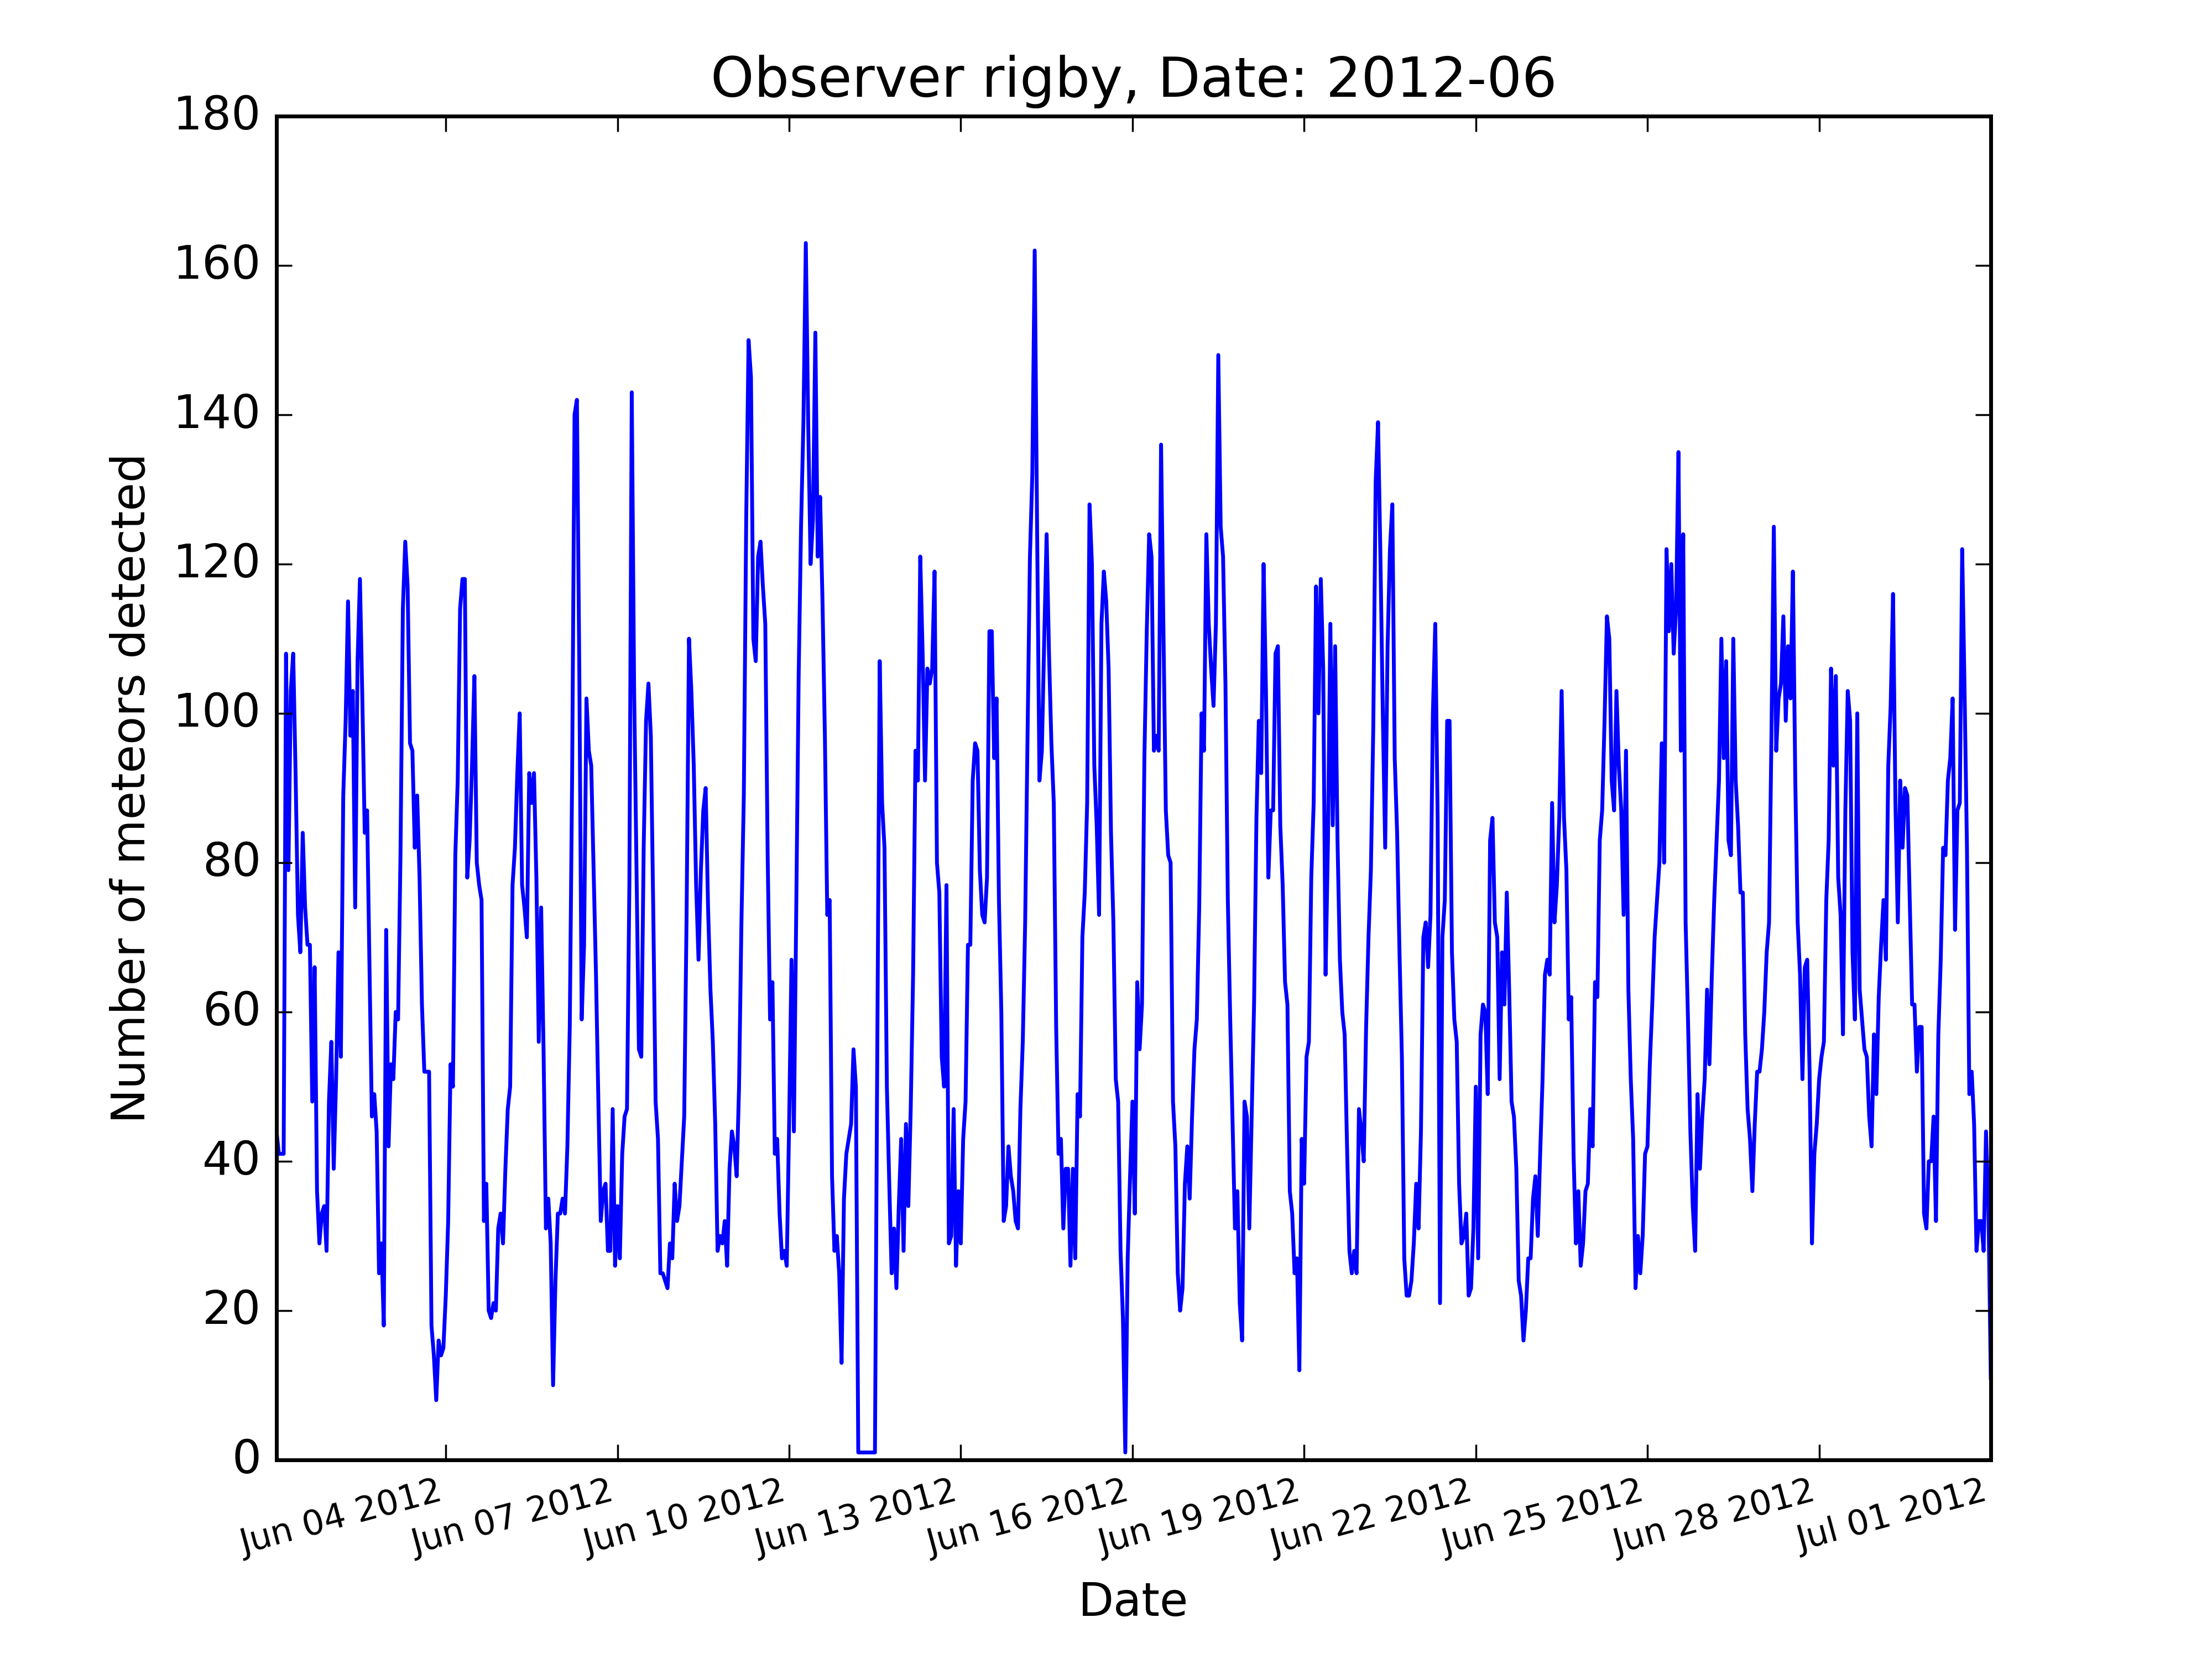 Observer rigby, Date: 2012-06
180
160
140
120
100
80
60
40
20
0
Number of meteors detected
Jun 04 2012
Jun 07 2012
Jun 10 2012
Jun 13 2012
Jun 16 2012
Jun 19 2012
Jun 22 2012
Jun 25 2012
Jun 28 2012
Jul 01 2012
Date